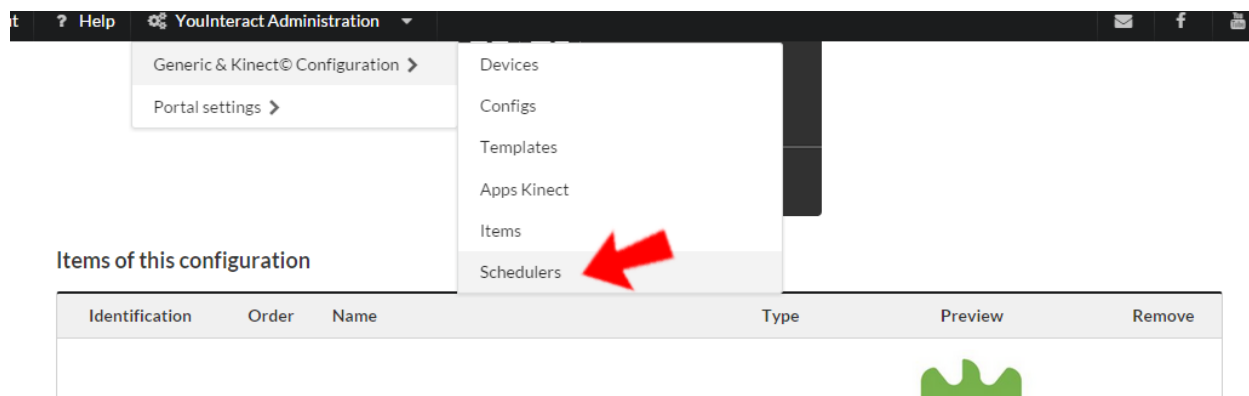 ? Help YouInteract Administration
Generic & Kinect© Configuration
Portal settings
Devices
Configs
Templates
Apps Kinect
Items
Schedulers
Items of this configuration
Identification Order Name Type Preview Remove